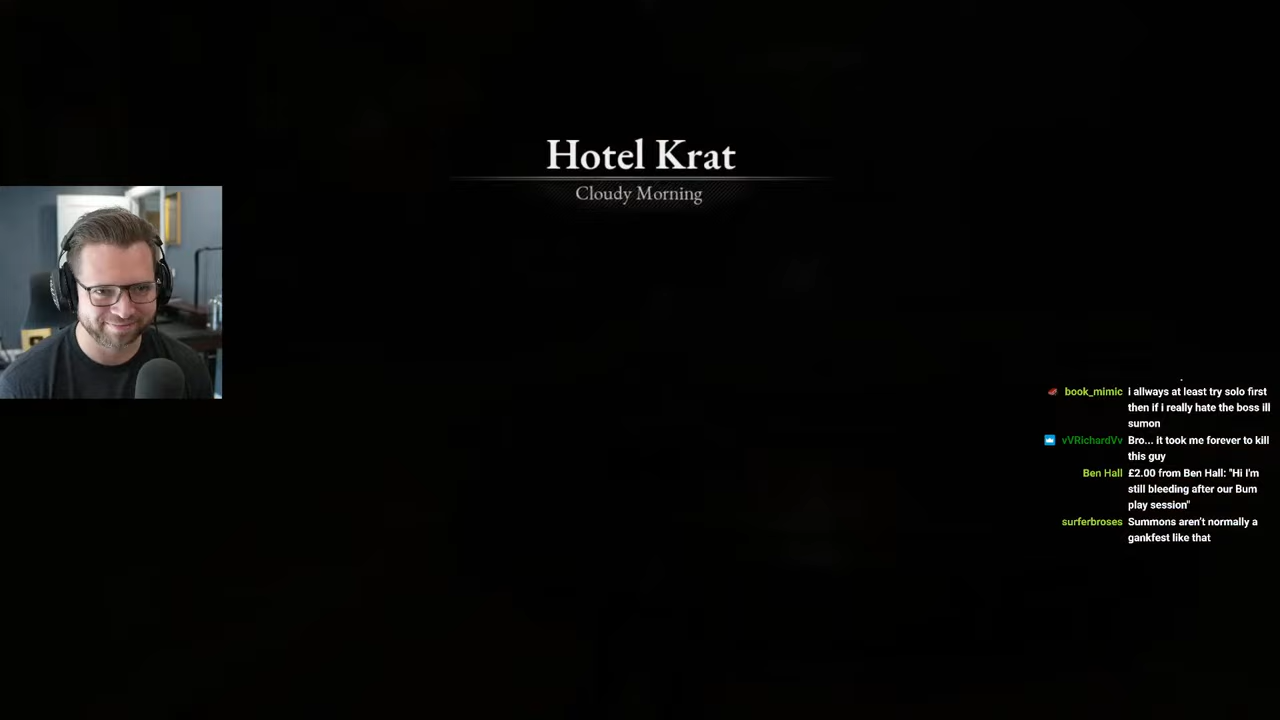 Hotel Krat
Cloudy Morning
book_mimic i allways at least try solo first
then if i really hate the boss ill
sumon
vVRichardVv Bro... it took me forever to kill
this guy
Ben Hall £2.00 from Ben Hall: "Hi I'm
still bleeding after our Bum
play session"
surferbroses Summons aren't normally a
gankfest like that